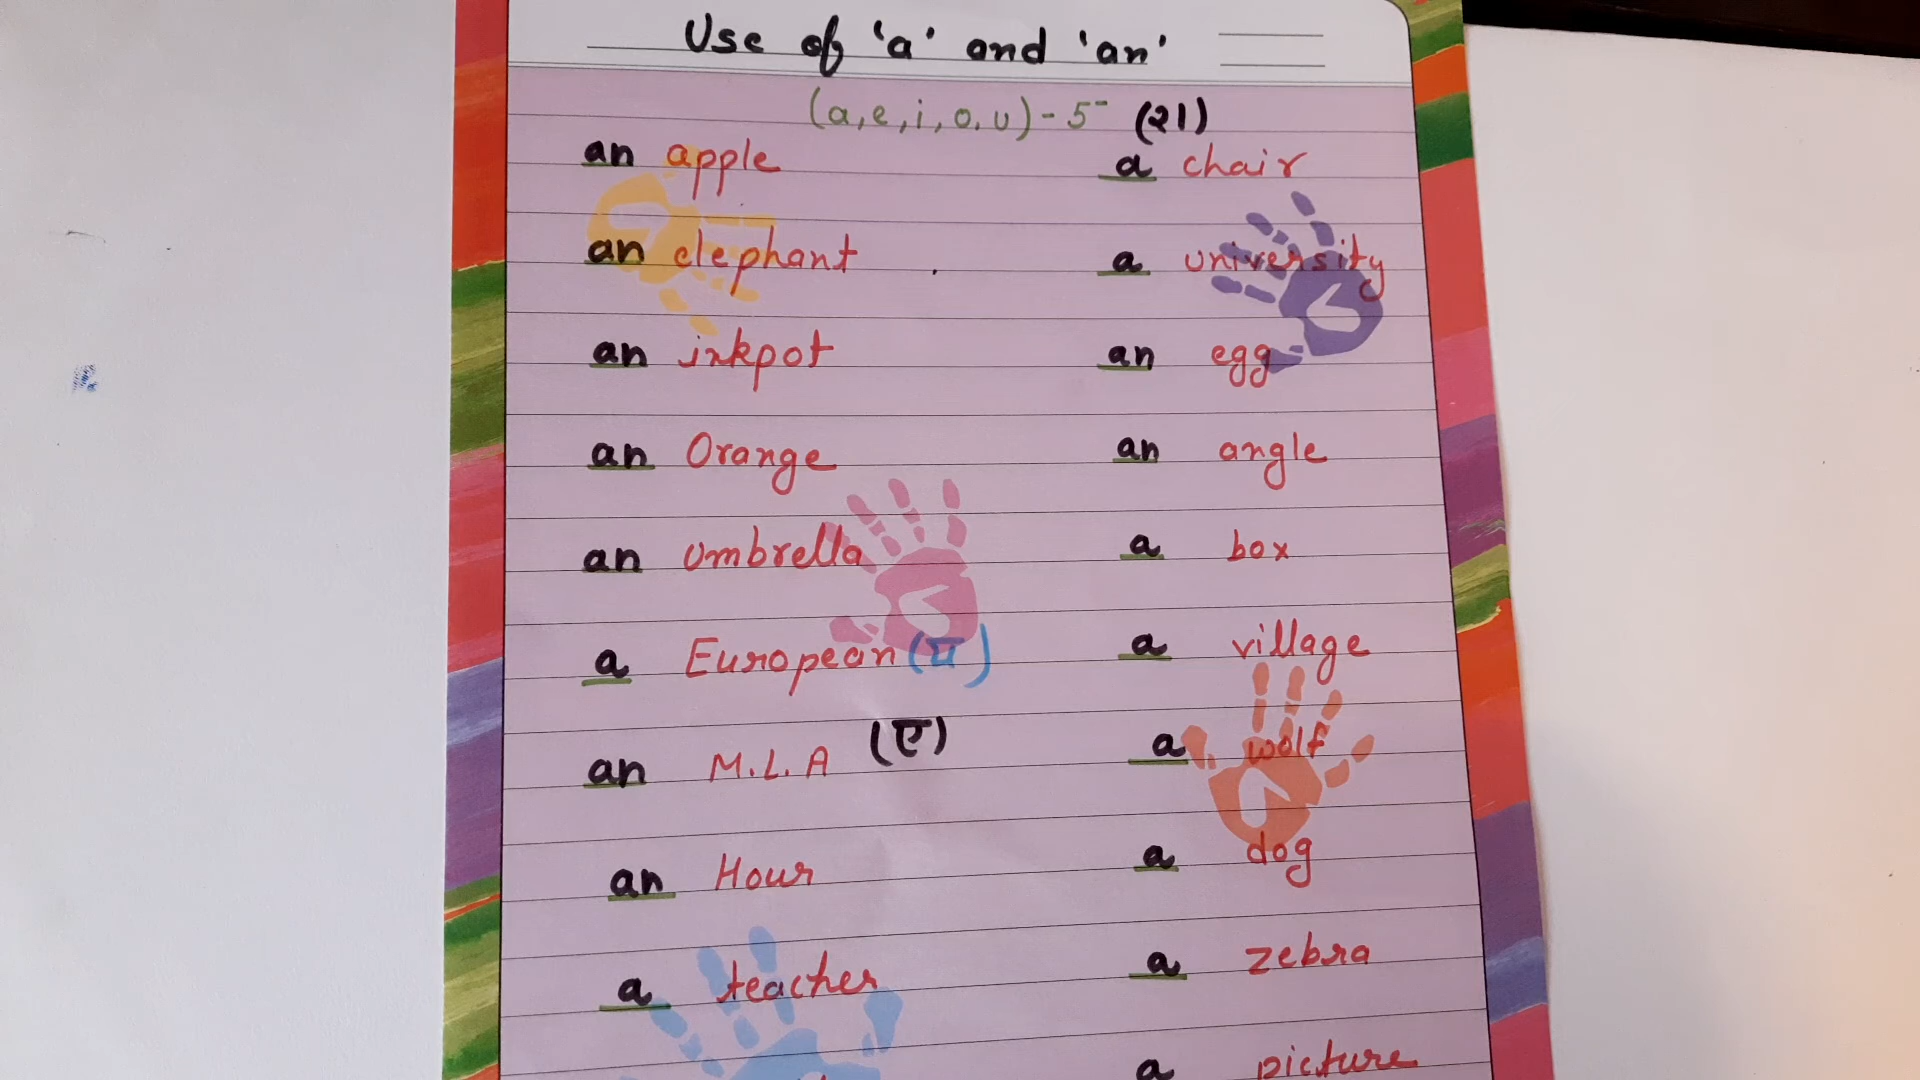 Use of 'a' and 'an'
(a,e,i,o,u) - 5 (21)
an apple
a chair
an elephant
a university
an inkpot
an egg
an Orange
an angle
an Umbrella
a box
a European (य)
a village
an M.L.A (ए)
a wolf
an Hour
a dog
a teacher
a zebra
a picture